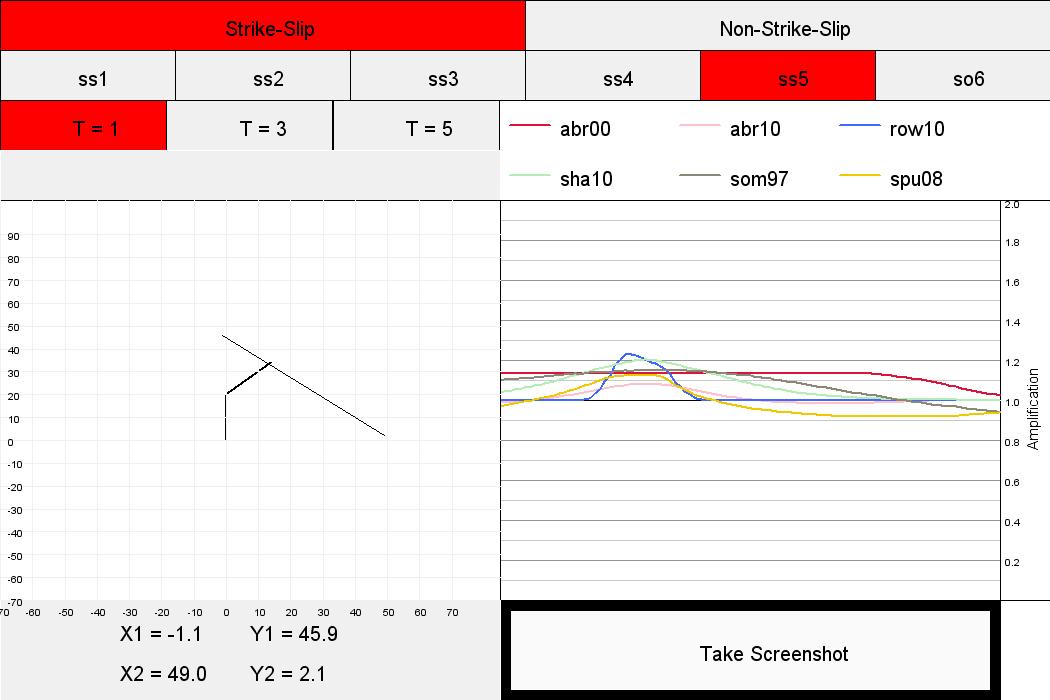 Strike-Slip Non-Strike-Slip
ss1 ss2 ss3 ss4 ss5 so6
T = 1 T = 3 T = 5
abr00 abr10 row10
sha10 som97 spu08
2.0
1.8
1.6
1.4
1.2
1.0
0.8
0.6
0.4
0.2
Amplification
90
80
70
60
50
40
30
20
10
0
-10
-20
-30
-40
-50
-60
-70
70 -60 -50 -40 -30 -20 -10 0 10 20 30 40 50 60 70
X1 = -1.1 Y1 = 45.9
X2 = 49.0 Y2 = 2.1
Take Screenshot